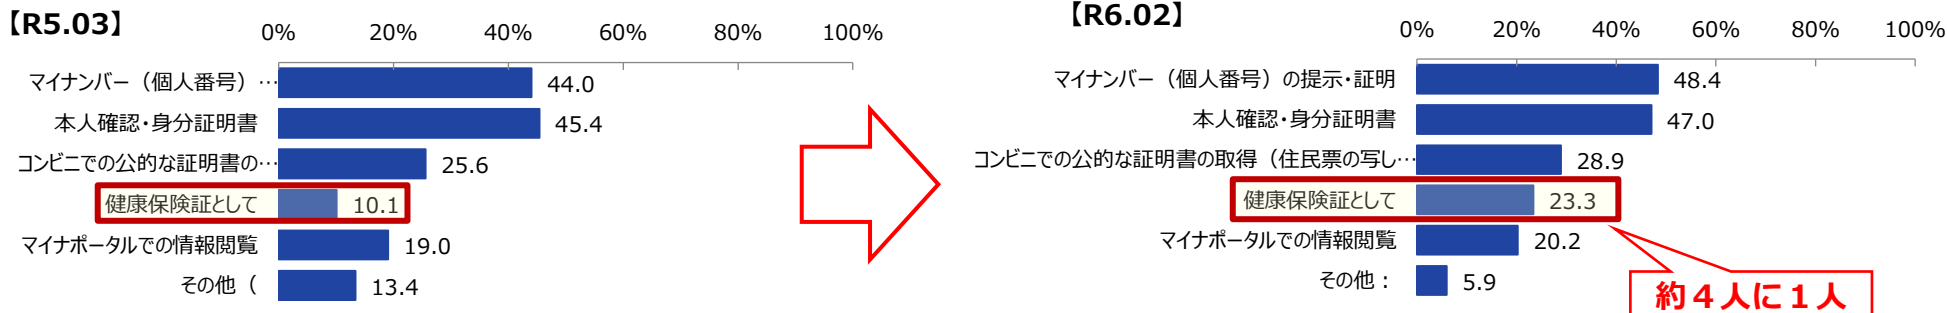 【R5.03】
0% 20% 40% 60% 80% 100%
マイナンバー（個人番号）… 44.0
本人確認・身分証明書 45.4
コンビニでの公的な証明書の… 25.6
健康保険証として 10.1
マイナポータルでの情報閲覧 19.0
その他（ 13.4
【R6.02】
0% 20% 40% 60% 80% 100%
マイナンバー（個人番号）の提示・証明 48.4
本人確認・身分証明書 47.0
コンビニでの公的な証明書の取得（住民票の写し… 28.9
健康保険証として 23.3
マイナポータルでの情報閲覧 20.2
その他： 5.9
約４人に１人